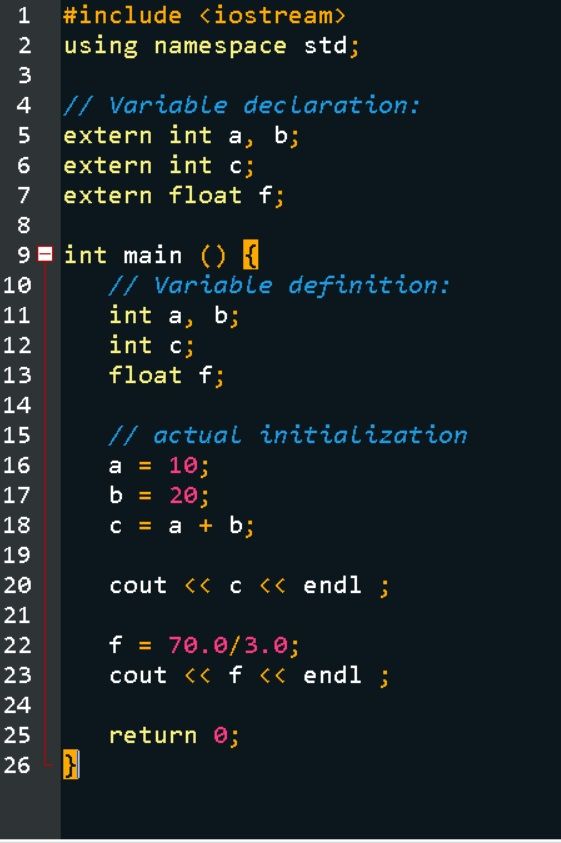 1 #include <iostream>
2 using namespace std;
3
4 // Variable declaration:
5 extern int a, b;
6 extern int c;
7 extern float f;
8
9 int main () {
10 // Variable definition:
11 int a, b;
12 int c;
13 float f;
14
15 // actual initialization
16 a = 10;
17 b = 20;
18 c = a + b;
19
20 cout << c << endl ;
21
22 f = 70.0/3.0;
23 cout << f << endl ;
24
25 return 0;
26 }